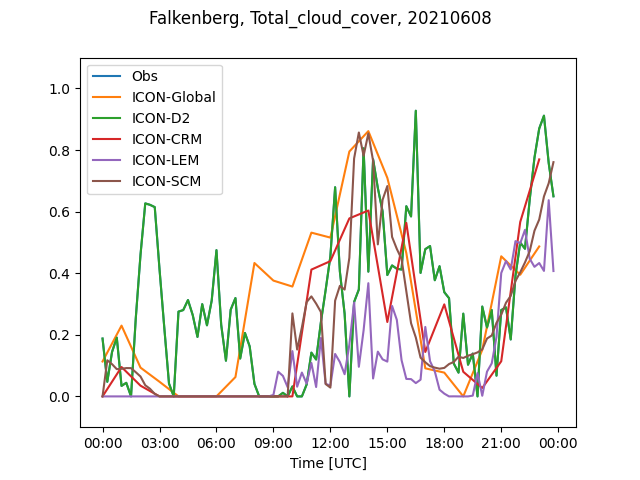 Falkenberg, Total_cloud_cover, 20210608
Obs
ICON-Global
ICON-D2
ICON-CRM
ICON-LEM
ICON-SCM
1.0
0.8
0.6
0.4
0.2
0.0
00:00 03:00 06:00 09:00 12:00 15:00 18:00 21:00 00:00
Time [UTC]